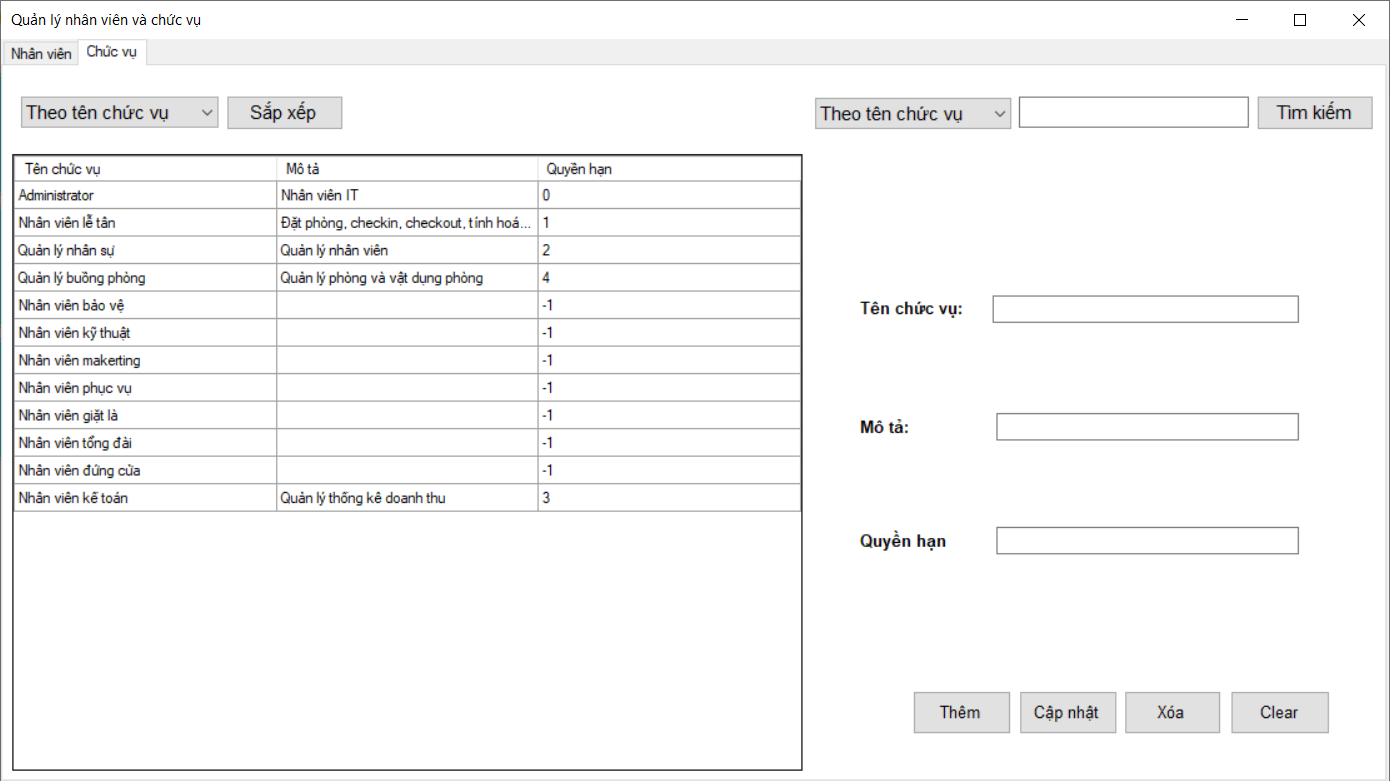 Quản lý nhân viên và chức vụ
Nhân viên Chức vụ
Theo tên chức vụ Sắp xếp Theo tên chức vụ Tìm kiếm
Tên chức vụ Mô tả Quyền hạn
Administrator Nhân viên IT 0
Nhân viên lễ tân Đặt phòng, checkin, checkout, tính hoá... 1
Quản lý nhân sự Quản lý nhân viên 2
Quản lý buồng phòng Quản lý phòng và vật dụng phòng 4
Nhân viên bảo vệ -1
Nhân viên kỹ thuật -1
Nhân viên makerting -1
Nhân viên phục vụ -1
Nhân viên giặt là -1
Nhân viên tổng đài -1
Nhân viên đứng cửa -1
Nhân viên kế toán Quản lý thống kê doanh thu 3
Tên chức vụ:
Mô tả:
Quyền hạn
Thêm Cập nhật Xóa Clear